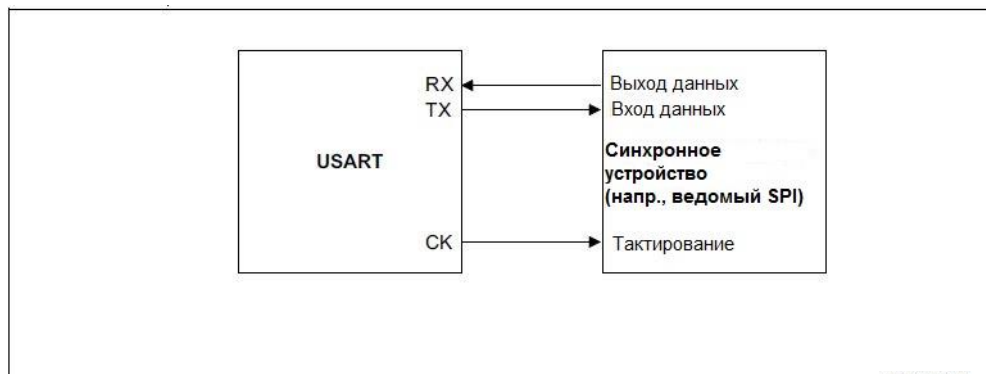 RX
Выход данных
TX
Вход данных
USART
Синхронное
устройство
(напр., ведомый SPI)
CK
Тактирование